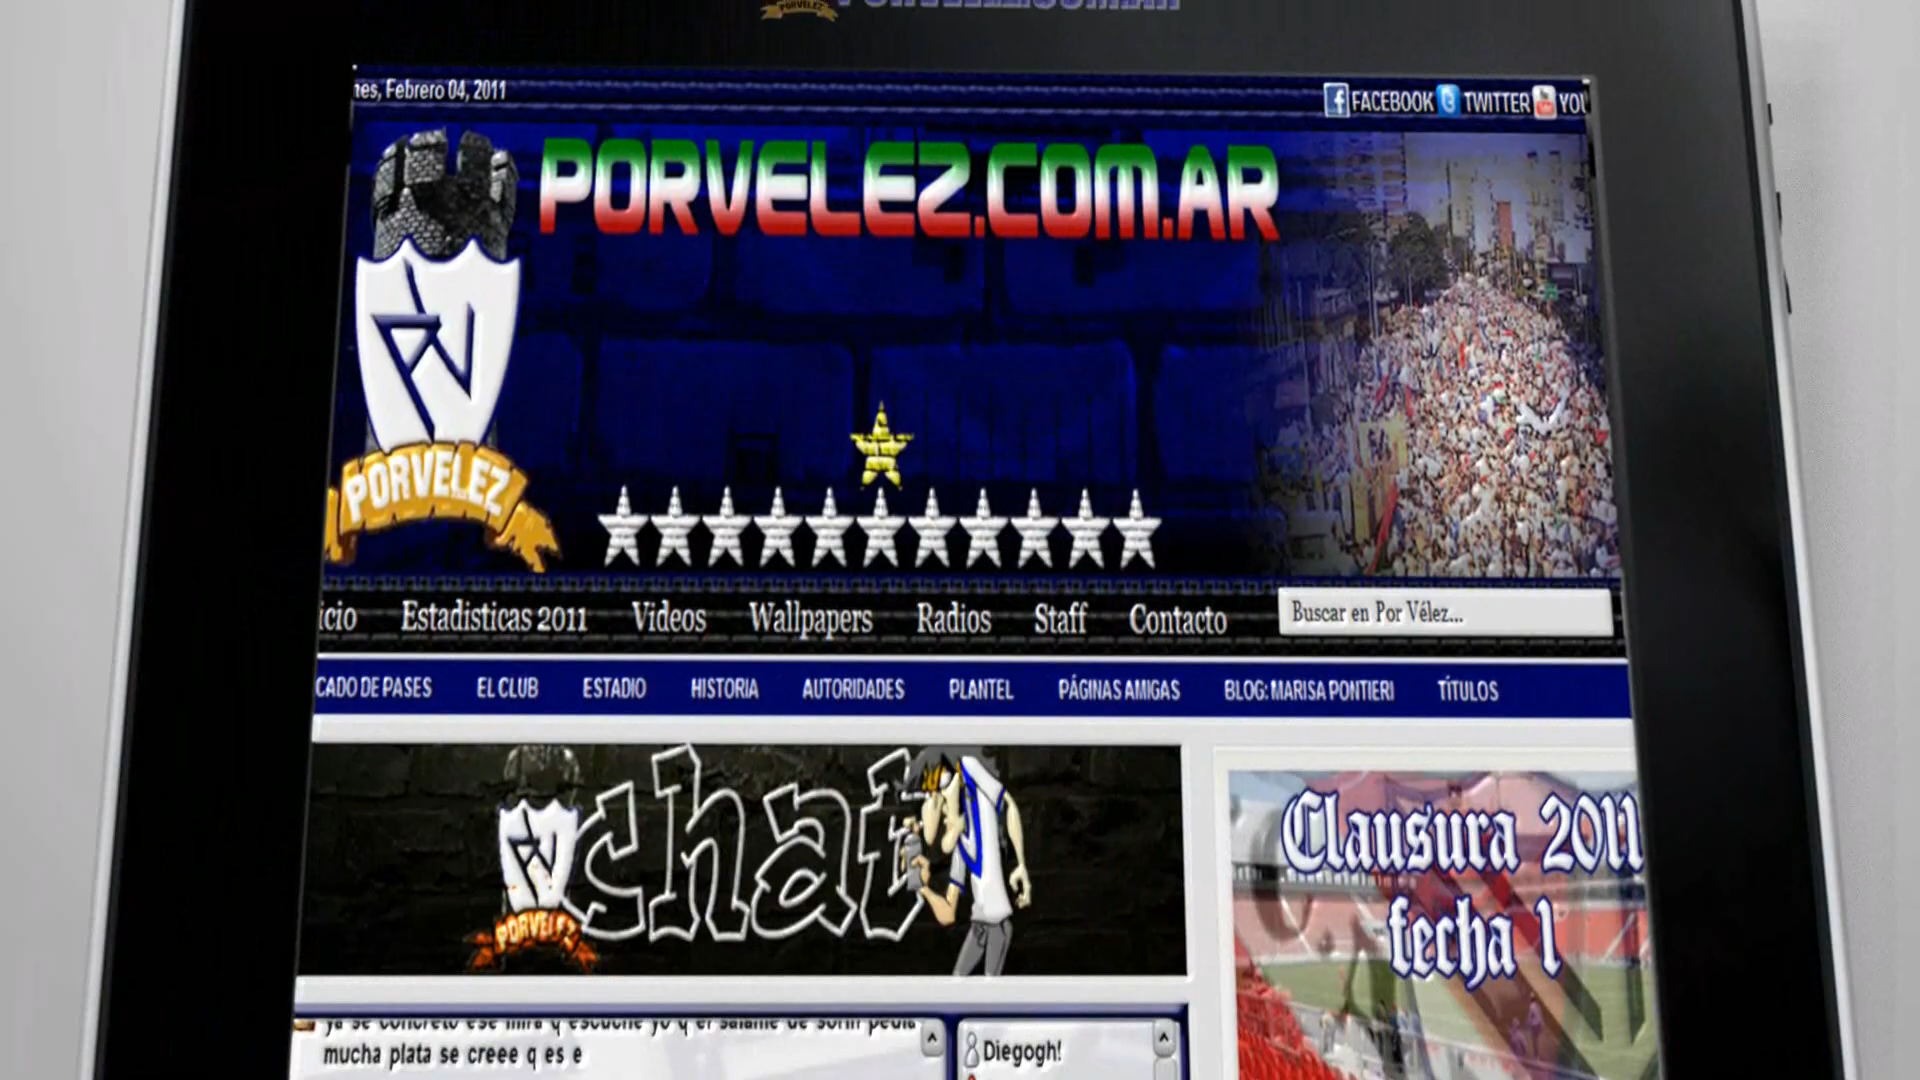 PORVELEZ
nes, Febrero 04, 2011
FACEBOOK TWITTER YOU
PORVELEZ.COM.AR
PORVELEZ
icio Estadisticas 2011 Videos Wallpapers Radios Staff Contacto Buscar en Por Vélez...
CADO DE PASES EL CLUB ESTADIO HISTORIA AUTORIDADES PLANTEL PÁGINAS AMIGAS BLOG: MARISA PONTIERI TÍTULOS
chat
PORVELEZ
Clausura 2011
fecha 1
mucha plata se creee q es e
Diegogh!